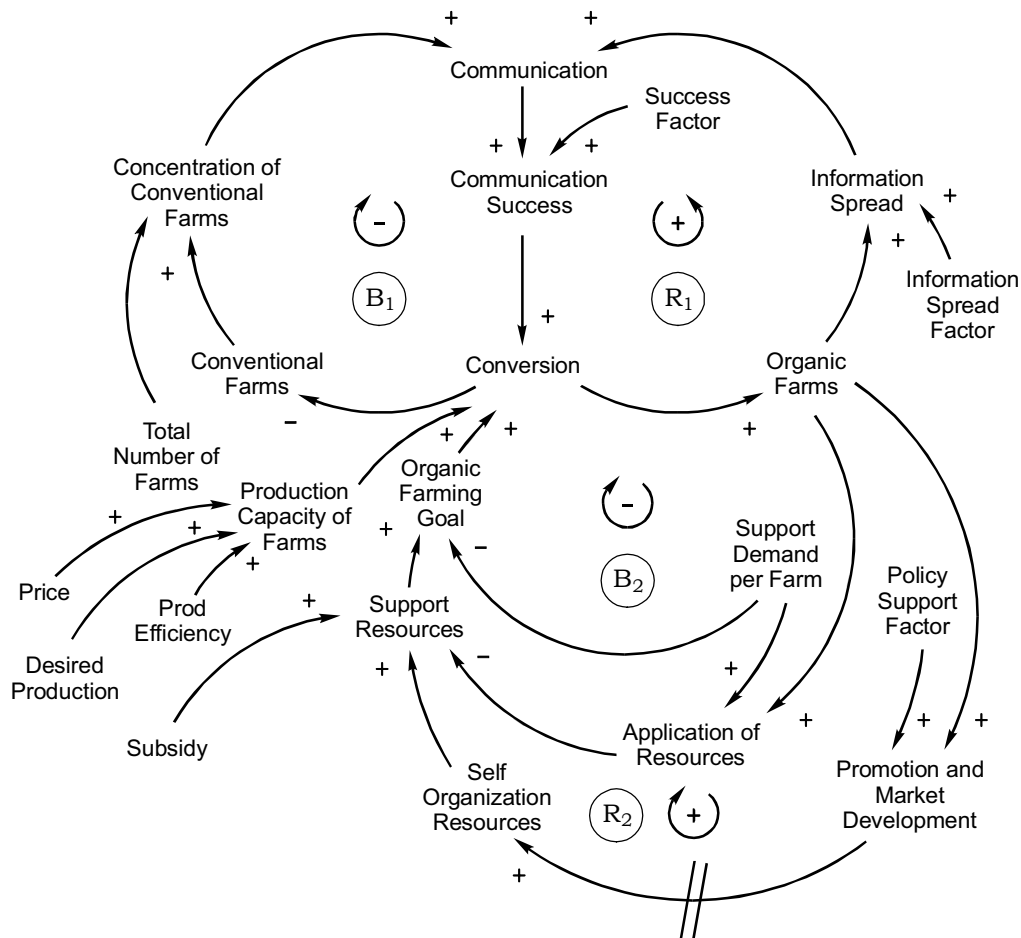 +
+
Communication
Success
Factor
+
+
Concentration of
Conventional
Farms
Communication
Success
Information
Spread
+
-
+
+
+
Information
Spread
Factor
B1
R1
+
Conventional
Farms
Conversion
Organic
Farms
-
+
+
+
Total
Number of
Farms
Organic
Farming
Goal
Production
Capacity of
Farms
-
+
+
+
-
Support
Demand
per Farm
+
B2
Policy
Support
Factor
Price
Prod
Efficiency
+
Support
Resources
Desired
Production
+
-
+
Subsidy
Application of
Resources
+
+
+
Self
Organization
Resources
Promotion and
Market
Development
R2
+
+